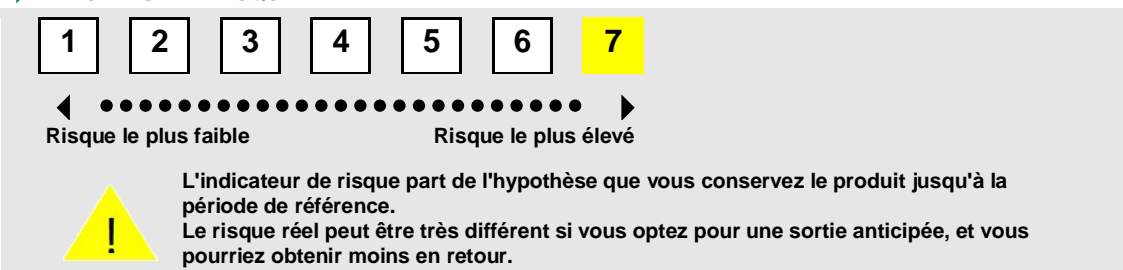 1 2 3 4 5 6 7
Risque le plus faible Risque le plus élevé
L'indicateur de risque part de l'hypothèse que vous conservez le produit jusqu'à la
période de référence.
Le risque réel peut être très différent si vous optez pour une sortie anticipée, et vous
pourriez obtenir moins en retour.
!